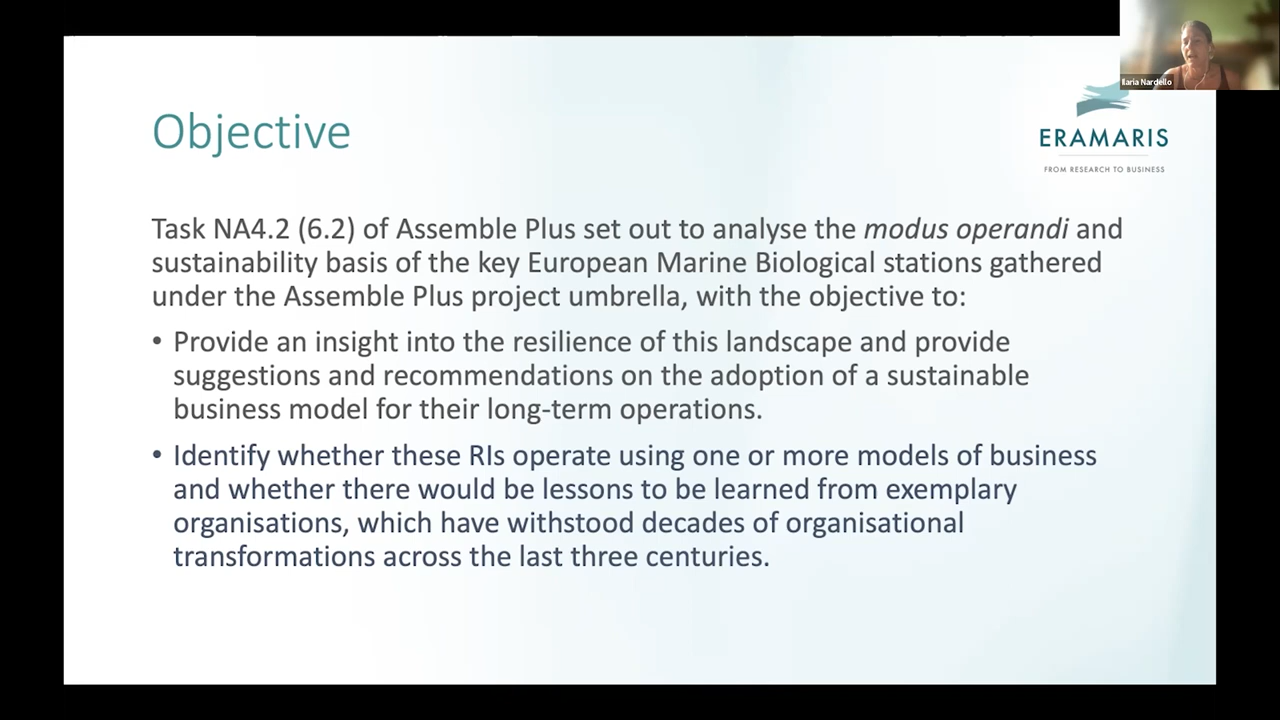 Ilaria Nardello
Objective
ERAMARIS
FROM RESEARCH TO BUSINESS
Task NA4.2 (6.2) of Assemble Plus set out to analyse the modus operandi and
sustainability basis of the key European Marine Biological stations gathered
under the Assemble Plus project umbrella, with the objective to:
• Provide an insight into the resilience of this landscape and provide
suggestions and recommendations on the adoption of a sustainable
business model for their long-term operations.
• Identify whether these RIs operate using one or more models of business
and whether there would be lessons to be learned from exemplary
organisations, which have withstood decades of organisational
transformations across the last three centuries.